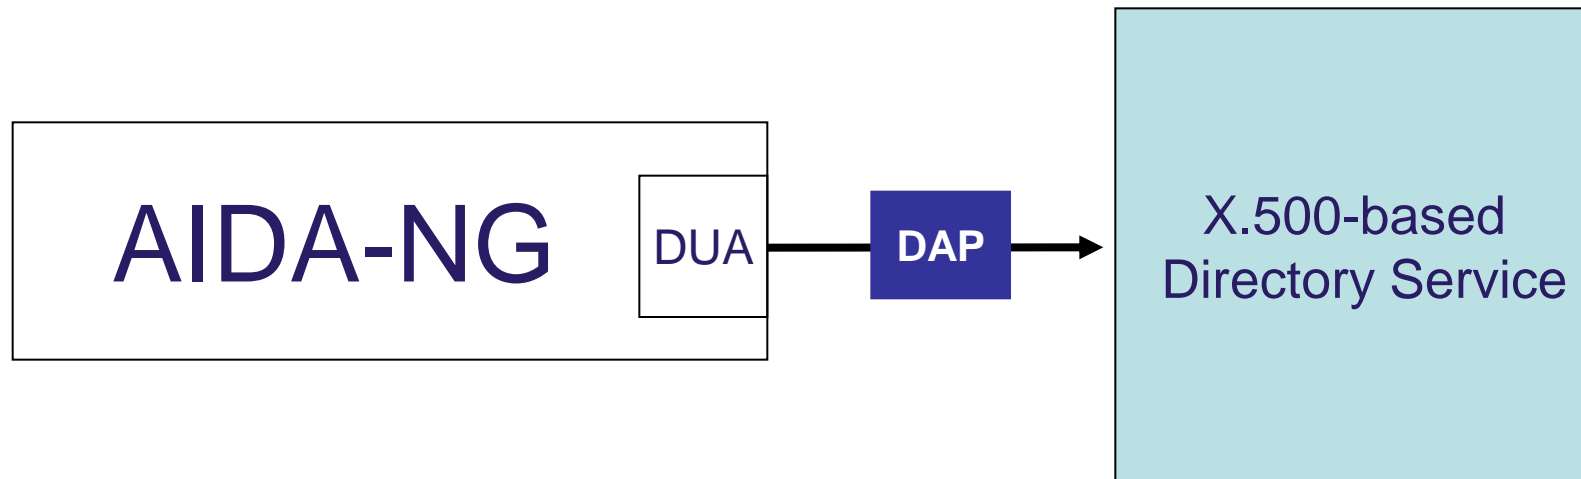 AIDA-NG
DUA
DAP
X.500-based
Directory Service